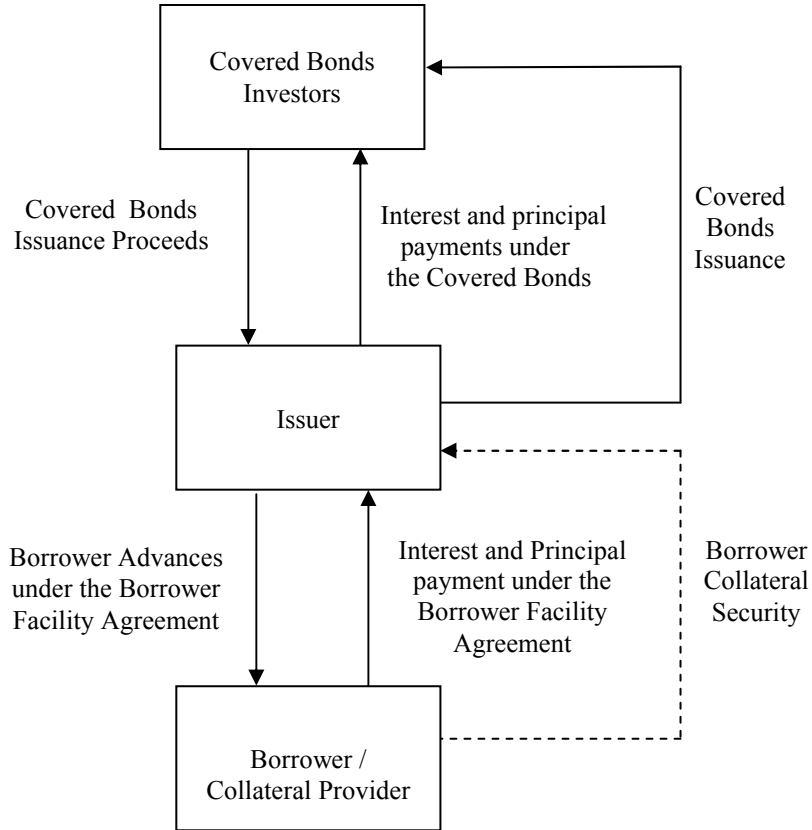 Covered Bonds
Investors
Covered Bonds
Issuance Proceeds
Interest and principal
payments under
the Covered Bonds
Covered
Bonds
Issuance
Issuer
Borrower Advances
under the Borrower
Facility Agreement
Interest and Principal
payment under the
Borrower Facility
Agreement
Borrower
Collateral
Security
Borrower /
Collateral Provider